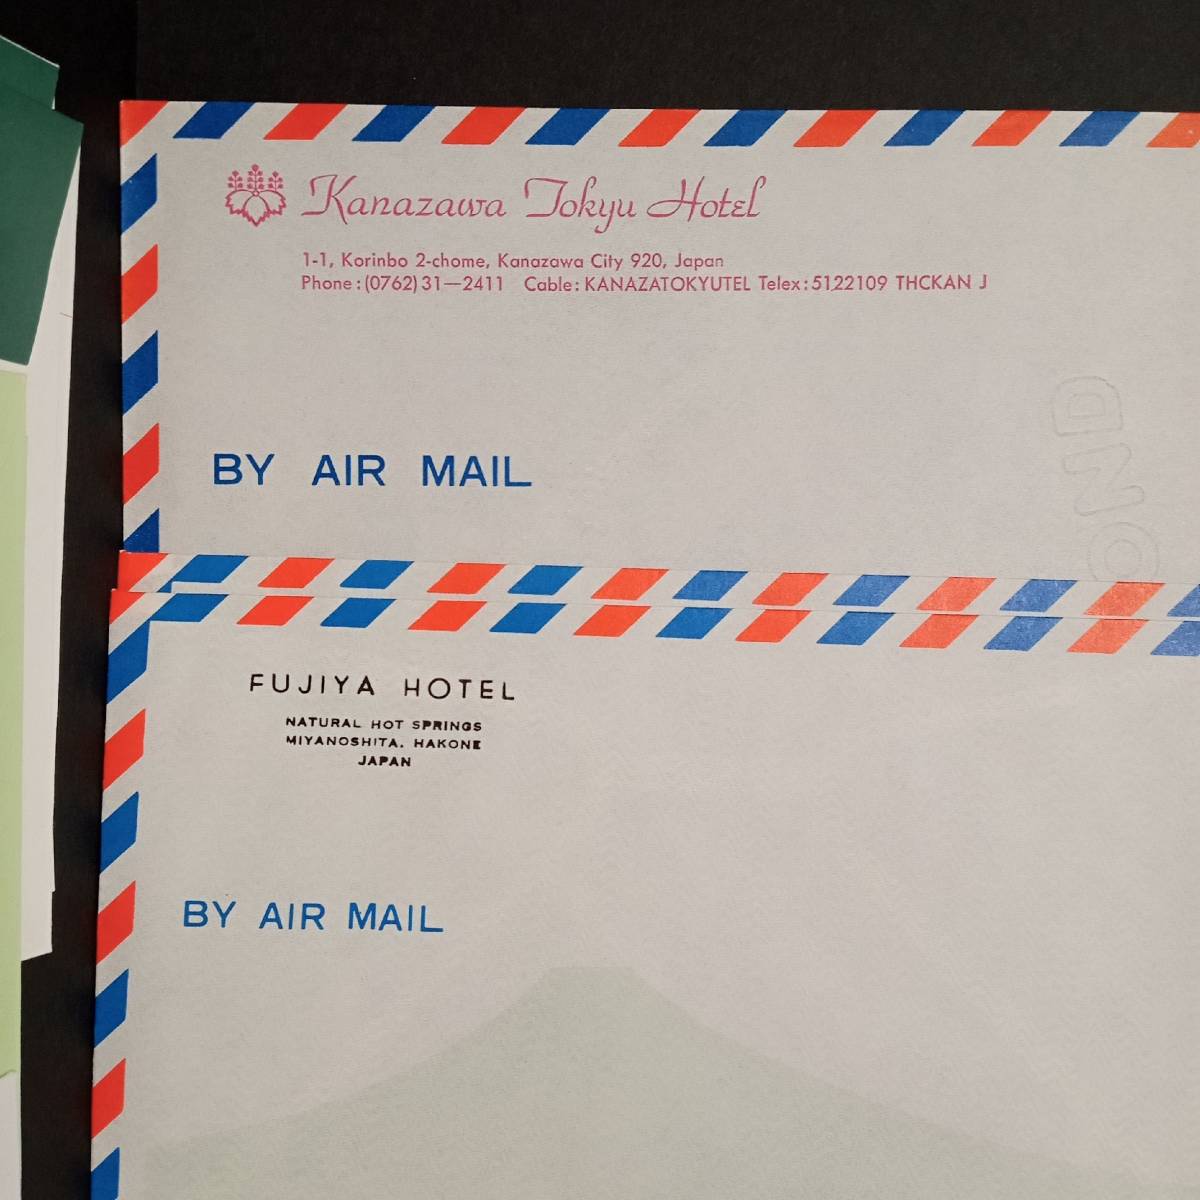 Kanazawa Tokyu Hotel
1-1, Korinbo 2-chome, Kanazawa City 920, Japan
Phone:(0762)31—2411 Cable: KANAZATOKYUTEL Telex:5122109 THCKAN J
OND
BY AIR MAIL
FUJIYA HOTEL
NATURAL HOT SPRINGS
MIYANOSHITA. HAKONE
JAPAN
BY AIR MAIL